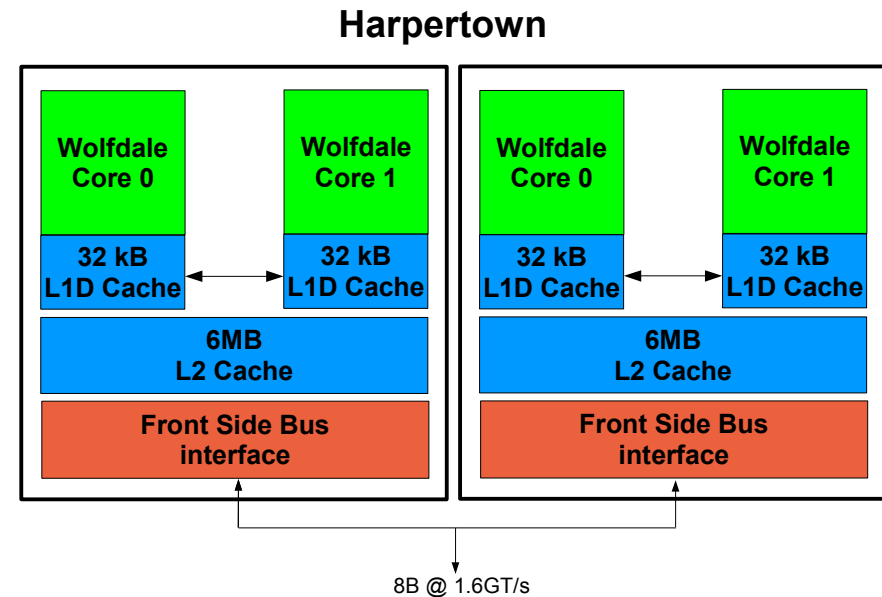 Harpertown
Wolfdale
Core 0
Wolfdale
Core 1
32 kB
L1D Cache
32 kB
L1D Cache
6MB
L2 Cache
Front Side Bus
interface
Wolfdale
Core 0
Wolfdale
Core 1
32 kB
L1D Cache
32 kB
L1D Cache
6MB
L2 Cache
Front Side Bus
interface
8B @ 1.6GT/s